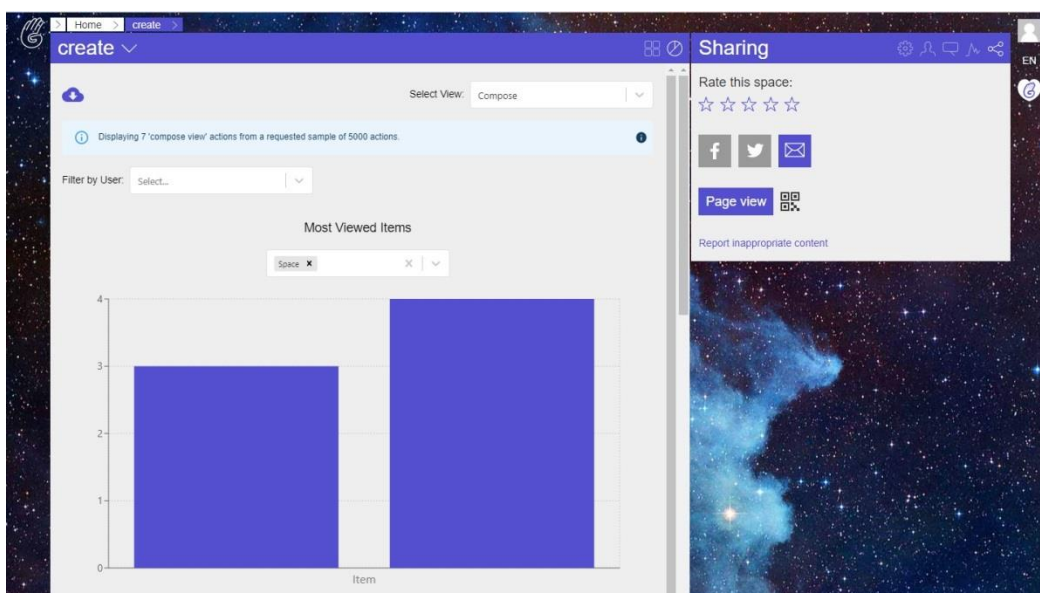 Home
create
create
Select View:
Compose
Displaying 7 'compose view' actions from a requested sample of 5000 actions.
Filter by User:
Select...
Most Viewed Items
Space
4
3
2
1
0
Item
Sharing
Rate this space:
Page view
Report inappropriate content
EN